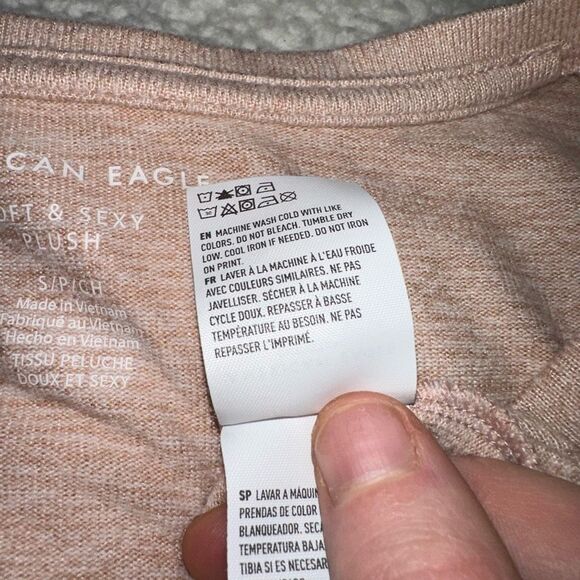 CAN EAGLE
& SEXY
PLUSH
S/P/CH
Made in Vietnam
Fabriqué au Vietnam
Hecho en Vietnam
TISSU PELUCHE
DOUX ET SEXY
EN MACHINE WASH COLD WITH LIKE
COLORS. DO NOT BLEACH. TUMBLE DRY
LOW. COOL IRON IF NEEDED. DO NOT IRON
ON PRINT.
FR LAVER À LA MACHINE À L'EAU FROIDE
AVEC COULEURS SIMILAIRES. NE PAS
JAVELLISER. SÉCHER À LA MACHINE
CYCLE DOUX. REPASSER À BASSE
TEMPÉRATURE AU BESOIN. NE PAS
REPASSER L'IMPRIMÉ.
SP LAVAR A MÁQUIN
PRENDAS DE COLOR
BLANQUEADOR. SECA
TEMPERATURA BAJA
TIBIA SI ES NECESAR